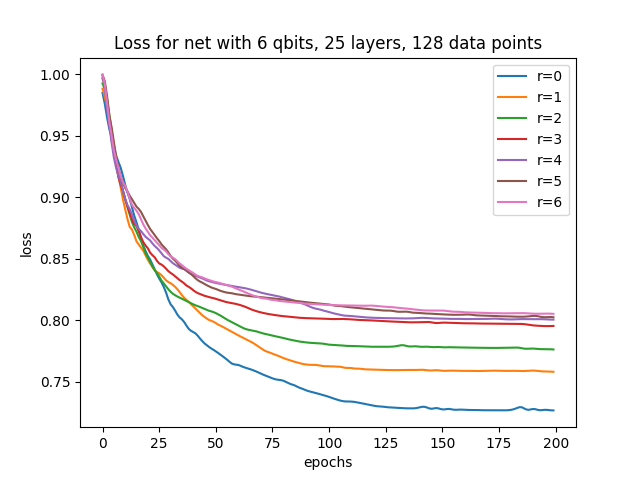 Loss for net with 6 qbits, 25 layers, 128 data points
1.00
0.95
0.90
0.85
0.80
0.75
loss
0
25
50
75
100
125
150
175
200
epochs
r=0
r=1
r=2
r=3
r=4
r=5
r=6